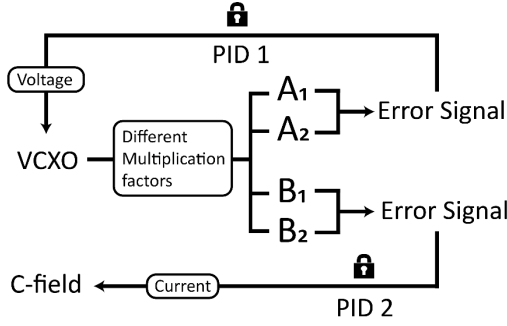 PID 1
Voltage
VCXO
Different
Multiplication
factors
A1
A2
Error Signal
B1
B2
Error Signal
C-field
Current
PID 2